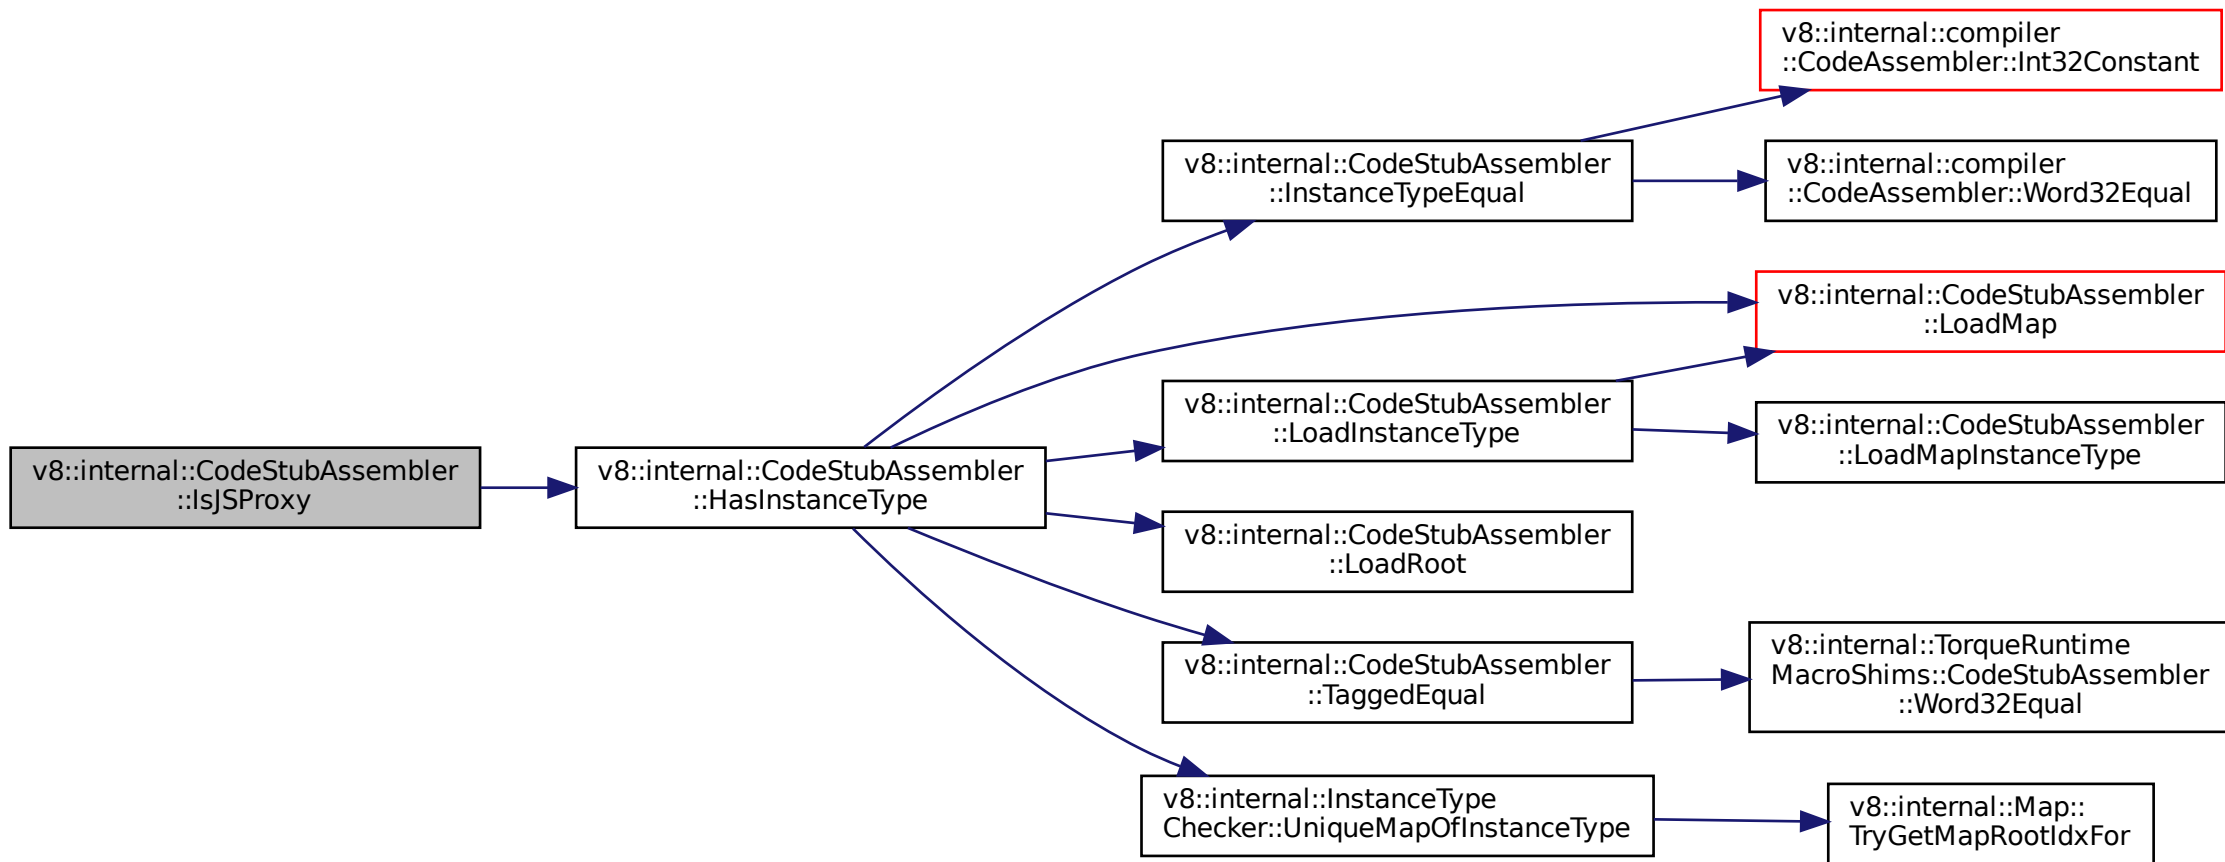 v8::internal::compiler
::CodeAssembler::Int32Constant
v8::internal::CodeStubAssembler
::InstanceTypeEqual
v8::internal::compiler
::CodeAssembler::Word32Equal
v8::internal::CodeStubAssembler
::LoadMap
v8::internal::CodeStubAssembler
::LoadInstanceType
v8::internal::CodeStubAssembler
::LoadMapInstanceType
v8::internal::CodeStubAssembler
::IsJSProxy
v8::internal::CodeStubAssembler
::HasInstanceType
v8::internal::CodeStubAssembler
::LoadRoot
v8::internal::CodeStubAssembler
::TaggedEqual
v8::internal::TorqueRuntime
MacroShims::CodeStubAssembler
::Word32Equal
v8::internal::InstanceType
Checker::UniqueMapOfInstanceType
v8::internal::Map::
TryGetMapRootIdxFor